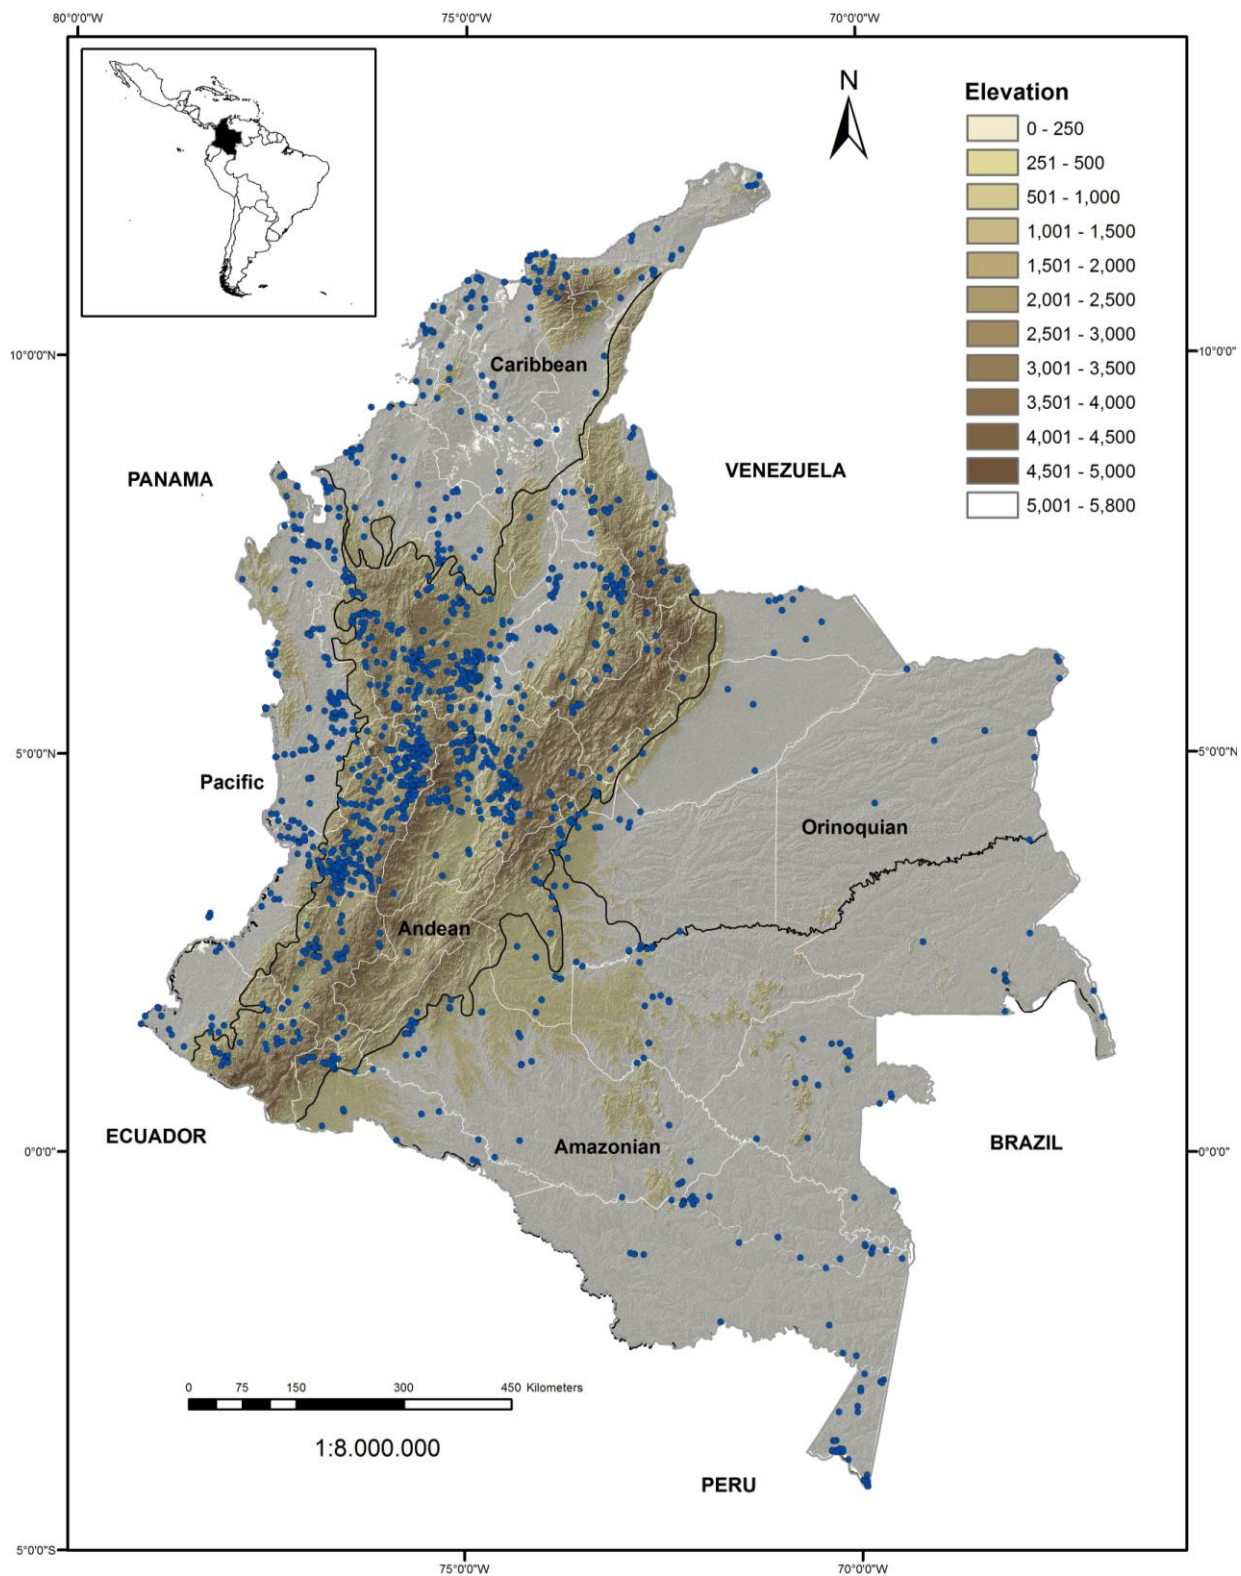 80°0'0"W 75°0'0"W 70°0'0"W
N
Elevation
0 - 250
251 - 500
501 - 1,000
1,001 - 1,500
1,501 - 2,000
2,001 - 2,500
2,501 - 3,000
3,001 - 3,500
3,501 - 4,000
4,001 - 4,500
4,501 - 5,000
5,001 - 5,800
10°0'0"N 10°0'0"N
Caribbean
PANAMA
VENEZUELA
5°0'0"N 5°0'0"N
Pacific
Orinoquian
Andean
ECUADOR
Amazonian
BRAZIL
0°0'0" 0°0'0"
0 75 150 300 450 Kilometers
1:8.000.000
PERU
5°0'0"S
75°0'0"W 70°0'0"W